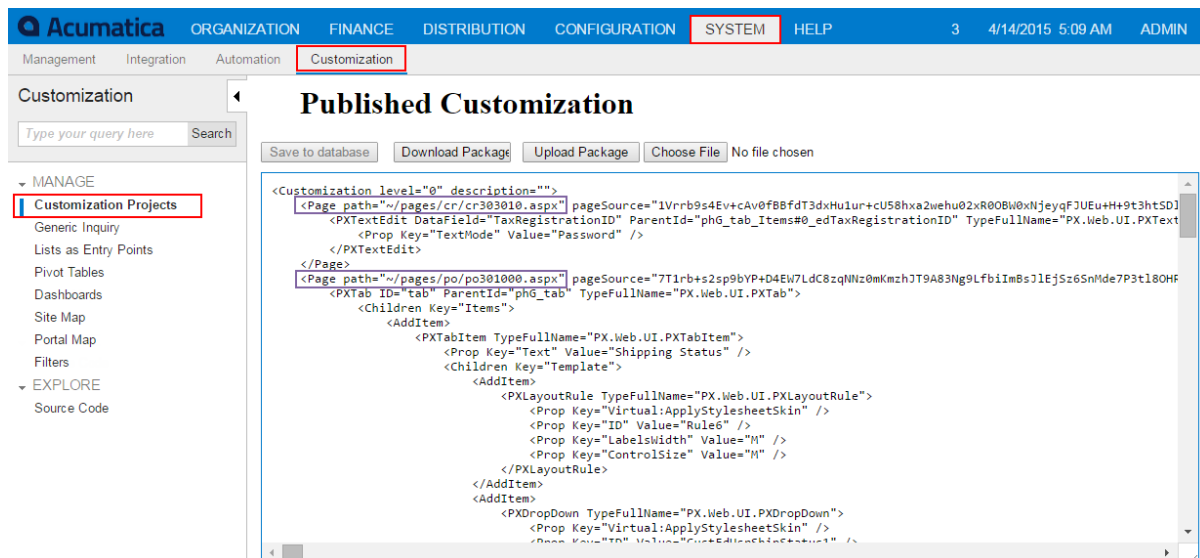 Acumatica ORGANIZATION FINANCE DISTRIBUTION CONFIGURATION SYSTEM HELP 3 4/14/2015 5:09 AM ADMIN
Management Integration Automation Customization
Customization
Type your query here Search
MANAGE
Customization Projects
Generic Inquiry
Lists as Entry Points
Pivot Tables
Dashboards
Site Map
Portal Map
Filters
EXPLORE
Source Code
Published Customization
Save to database Download Package Upload Package Choose File No file chosen
<Customization level="0" description="">
<Page path="~/pages/cr/cr303010.aspx" pageSource="1Vrrb9s4Ev+cAv0fBBfdT3dxHu1ur+cU58hxa2wehu02xR0OBW0xNjeyqFJUEu+H+9t3htSDl
<PXTextEdit DataField="TaxRegistrationID" ParentId="phG_tab_Items#0_edTaxRegistrationID" TypeFullName="PX.Web.UI.PXText
<Prop Key="TextMode" Value="Password" />
</PXTextEdit>
</Page>
<Page path="~/pages/po/po301000.aspx" pageSource="7T1rb+s2sp9bYP+D4EW7LdC8zqNNz0mKmzhJT9A83Ng9LfbiImBsJlEjSz6SnMde7P3tl8OHR
<PXTab ID="tab" ParentId="phG_tab" TypeFullName="PX.Web.UI.PXTab">
<Children Key="Items">
<AddItem>
<PXTabItem TypeFullName="PX.Web.UI.PXTabItem">
<Prop Key="Text" Value="Shipping Status" />
<Children Key="Template">
<AddItem>
<PXLayoutRule TypeFullName="PX.Web.UI.PXLayoutRule">
<Prop Key="Virtual:ApplyStylesheetSkin" />
<Prop Key="ID" Value="Rule6" />
<Prop Key="LabelsWidth" Value="M" />
<Prop Key="ControlSize" Value="M" />
</PXLayoutRule>
</AddItem>
<AddItem>
<PXDropDown TypeFullName="PX.Web.UI.PXDropDown">
<Prop Key="Virtual:ApplyStylesheetSkin" />
<Prop Key="ID" Value="CustEdUsrShipStatus1" />